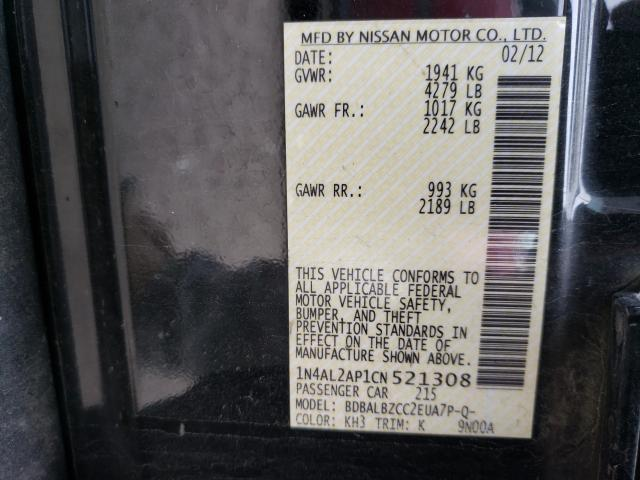 MFD BY NISSAN MOTOR CO., LTD.
DATE: 02/12
GVWR: 1941 KG
4279 LB
GAWR FR.: 1017 KG
2242 LB
GAWR RR.: 993 KG
2189 LB
THIS VEHICLE CONFORMS TO
ALL APPLICABLE FEDERAL
MOTOR VEHICLE SAFETY,
BUMPER, AND THEFT
PREVENTION STANDARDS IN
EFFECT ON THE DATE OF
MANUFACTURE SHOWN ABOVE.
1N4AL2AP1CN 521308
PASSENGER CAR 215
MODEL: BDBALBZCC2EUA7P-Q-
COLOR: KH3 TRIM: K 9N00A